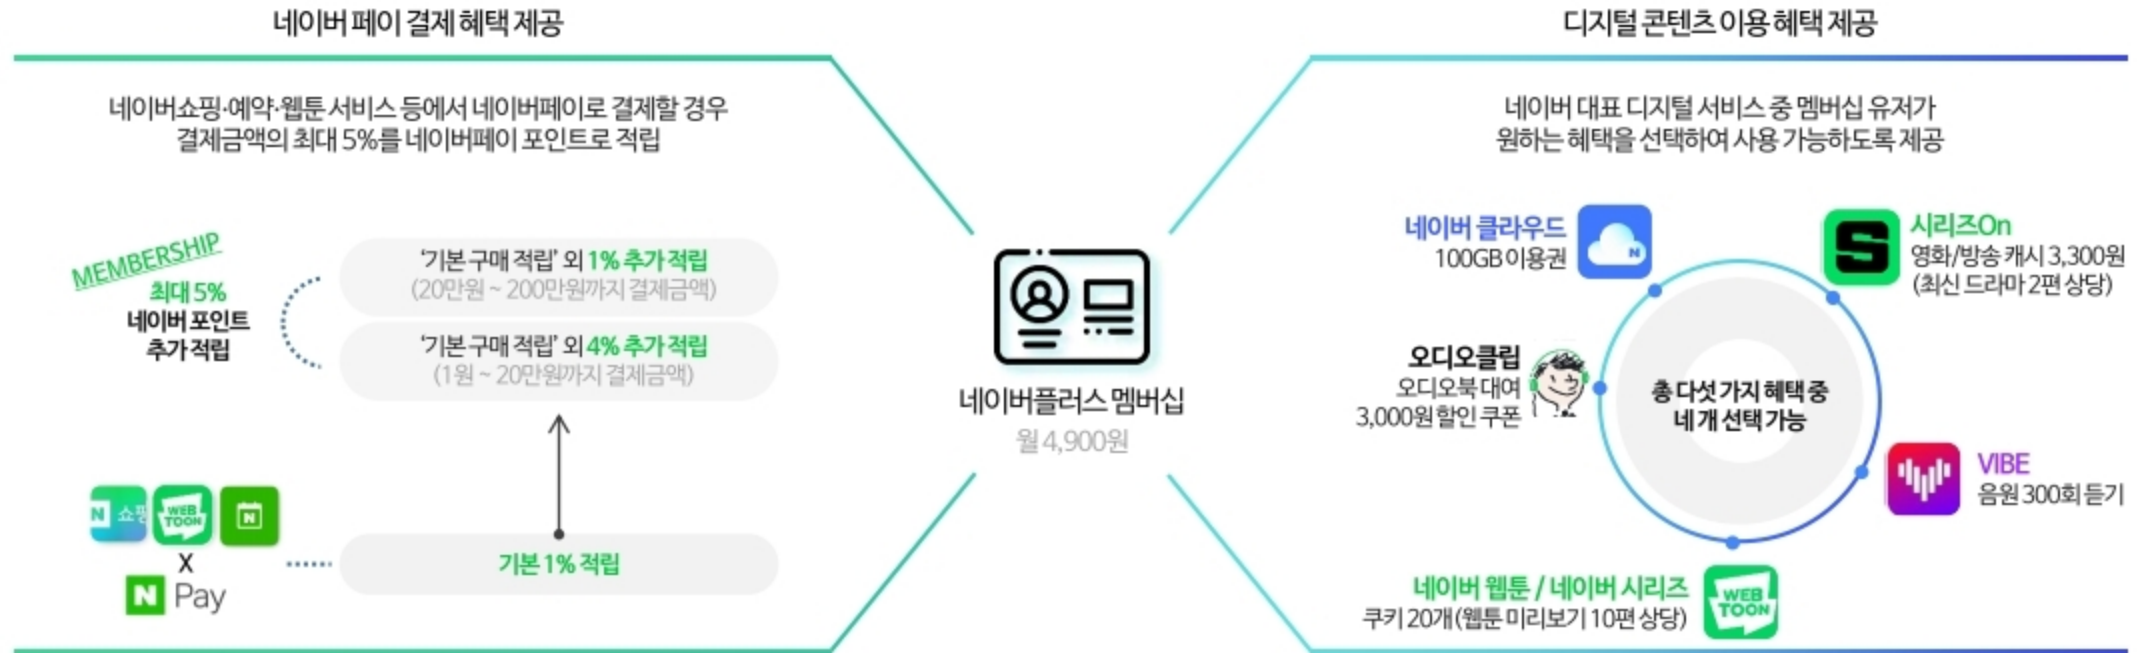 네이버 페이 결제 혜택 제공
네이버쇼핑·예약·웹툰 서비스 등에서 네이버페이로 결제할 경우
결제금액의 최대 5%를 네이버페이 포인트로 적립
MEMBERSHIP
최대 5%
네이버 포인트
추가 적립
‘기본 구매 적립’ 외 1% 추가 적립
(20만원 ~ 200만원까지 결제금액)
‘기본 구매 적립’ 외 4% 추가 적립
(1원 ~ 20만원까지 결제금액)
N 쇼핑
WEB
TOON
N
X
N Pay
기본 1% 적립
네이버플러스 멤버십
월 4,900원
디지털 콘텐츠 이용 혜택 제공
네이버 대표 디지털 서비스 중 멤버십 유저가
원하는 혜택을 선택하여 사용 가능하도록 제공
네이버 클라우드
100GB 이용권
N
S
시리즈On
영화/방송 캐시 3,300원
(최신 드라마 2편 상당)
오디오클립
오디오북 대여
3,000원 할인 쿠폰
총 다섯 가지 혜택 중
네 개 선택 가능
VIBE
음원 300회 듣기
네이버 웹툰 / 네이버 시리즈
쿠키 20개 (웹툰 미리보기 10편 상당)
WEB
TOON